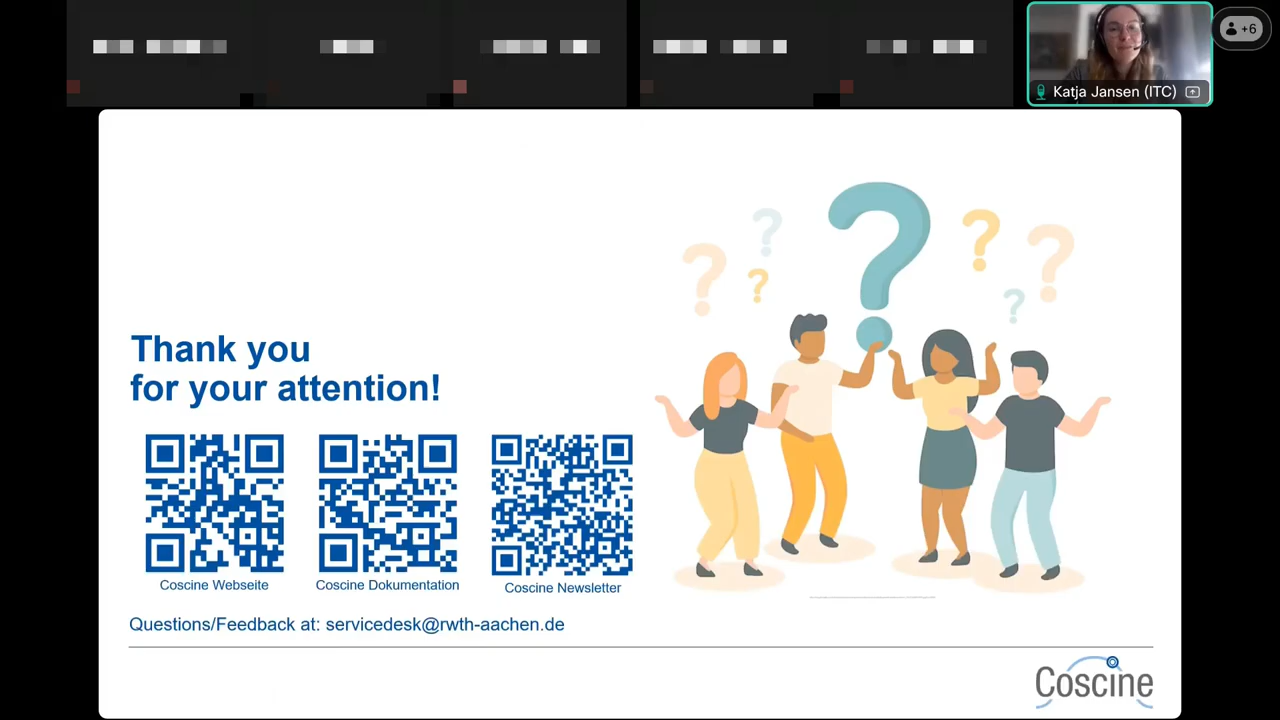 +6
Katja Jansen (ITC)
Thank you
for your attention!
Coscine Webseite
Coscine Dokumentation
Coscine Newsletter
Questions/Feedback at: servicedesk@rwth-aachen.de
Coscine